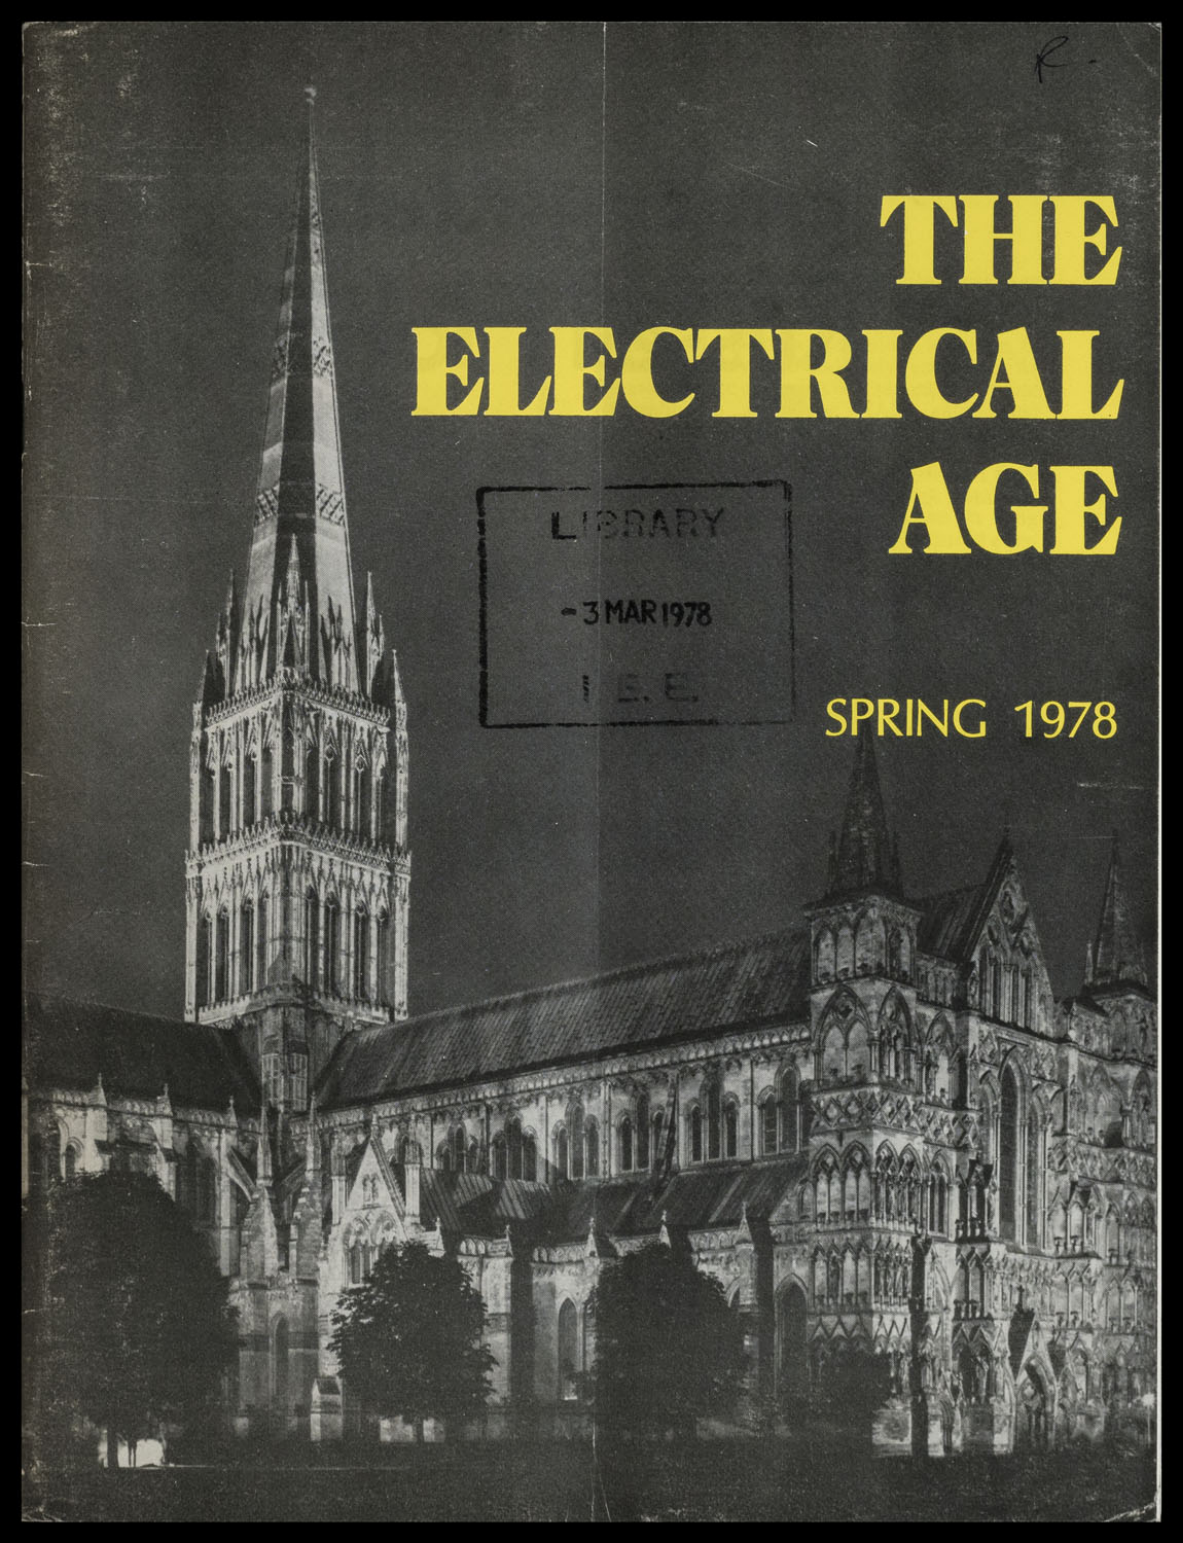 THE
ELECTRICAL
AGE
LIBRARY
-3 MAR 1978
I.E.E.
SPRING 1978